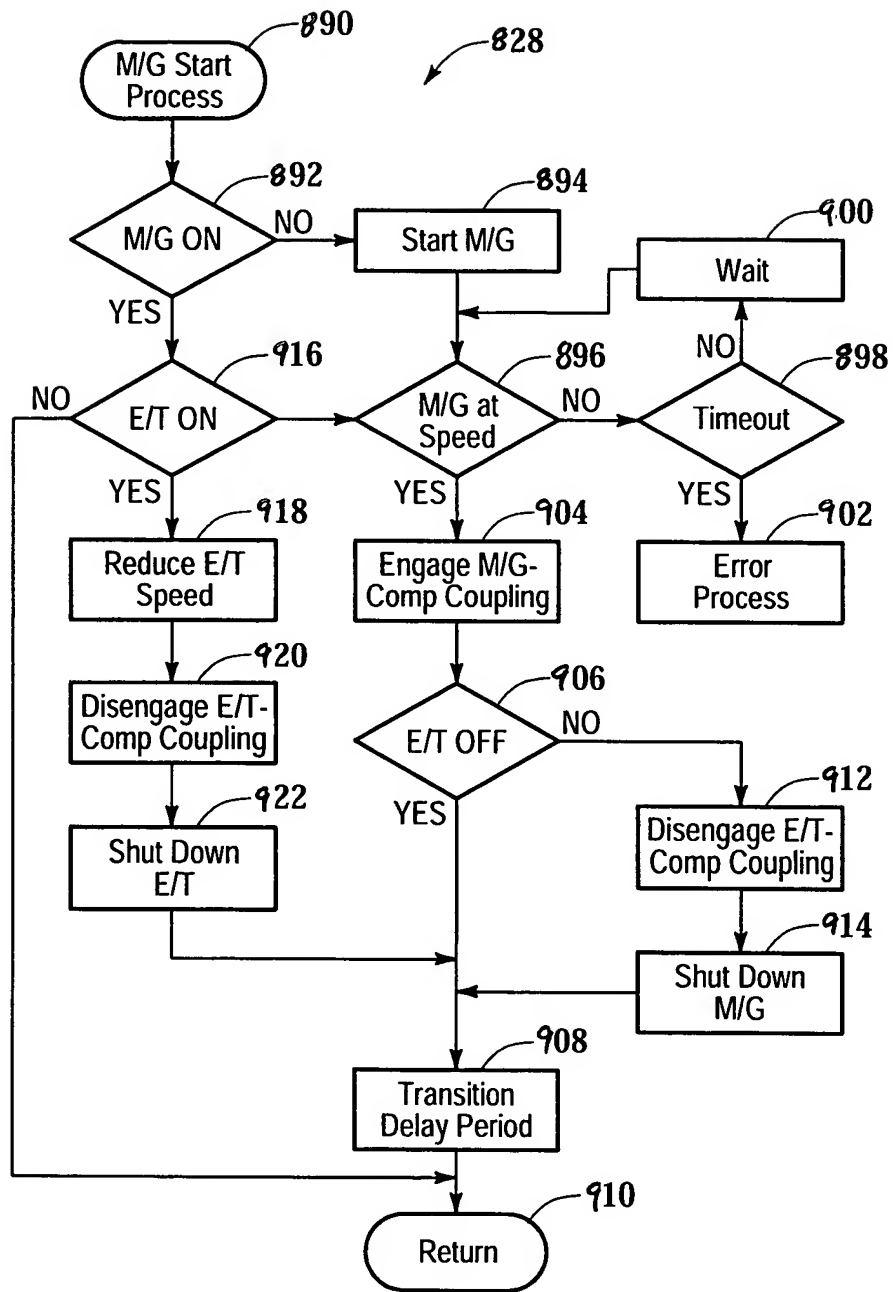 890
828
M/G Start
Process
892
M/G ON
NO
YES
894
Start M/G
900
Wait
916
E/T ON
NO
YES
896
M/G at
Speed
NO
YES
NO
898
Timeout
YES
918
Reduce E/T
Speed
904
Engage M/G-
Comp Coupling
902
Error
Process
920
Disengage E/T-
Comp Coupling
906
E/T OFF
NO
YES
922
Shut Down
E/T
912
Disengage E/T-
Comp Coupling
914
Shut Down
M/G
908
Transition
Delay Period
910
Return